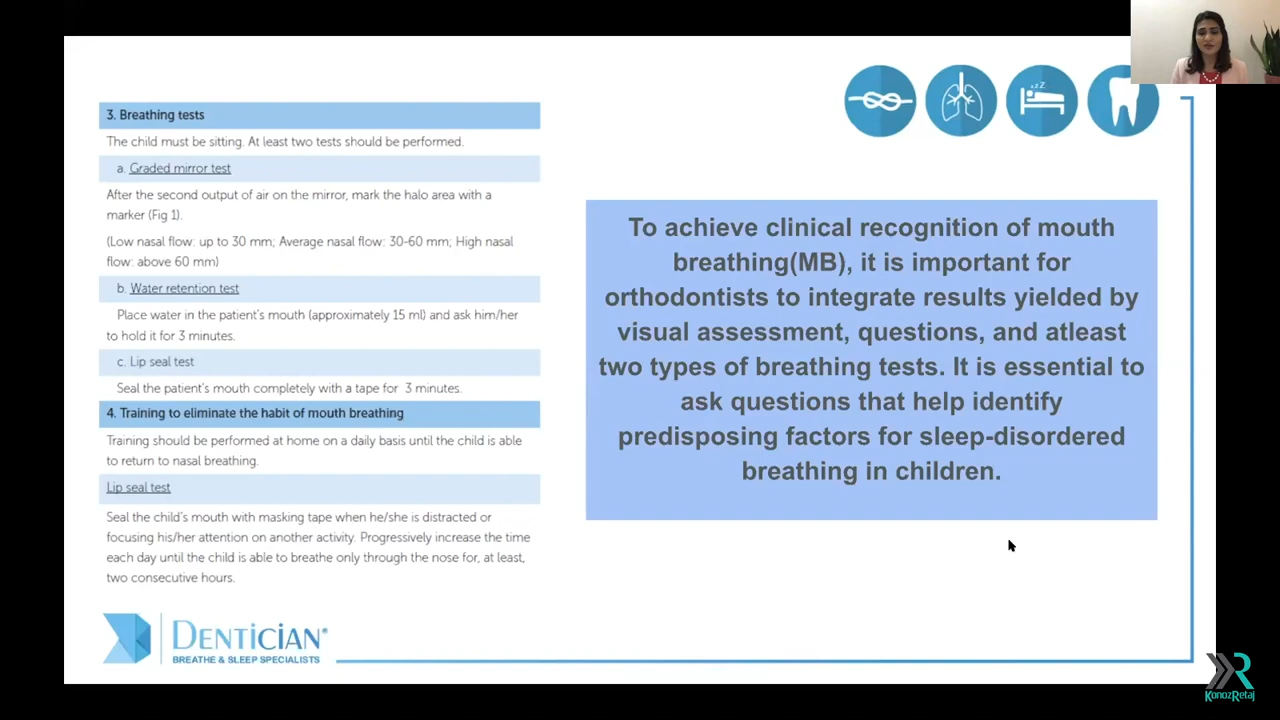 3. Breathing tests
The child must be sitting. At least two tests should be performed.
a. Graded mirror test
After the second output of air on the mirror, mark the halo area with a
marker (Fig 1).
(Low nasal flow: up to 30 mm; Average nasal flow: 30-60 mm; High nasal
flow: above 60 mm)
b. Water retention test
Place water in the patient's mouth (approximately 15 ml) and ask him/her
to hold it for 3 minutes.
c. Lip seal test
Seal the patient's mouth completely with a tape for 3 minutes.
4. Training to eliminate the habit of mouth breathing
Training should be performed at home on a daily basis until the child is able
to return to nasal breathing.
Lip seal test
Seal the child's mouth with masking tape when he/she is distracted or
focusing his/her attention on another activity. Progressively increase the time
each day until the child is able to breathe only through the nose for, at least,
two consecutive hours.
zZZ
To achieve clinical recognition of mouth
breathing(MB), it is important for
orthodontists to integrate results yielded by
visual assessment, questions, and atleast
two types of breathing tests. It is essential to
ask questions that help identify
predisposing factors for sleep-disordered
breathing in children.
DENTiCiAN®
BREATHE & SLEEP SPECIALISTS
KonozRetaj